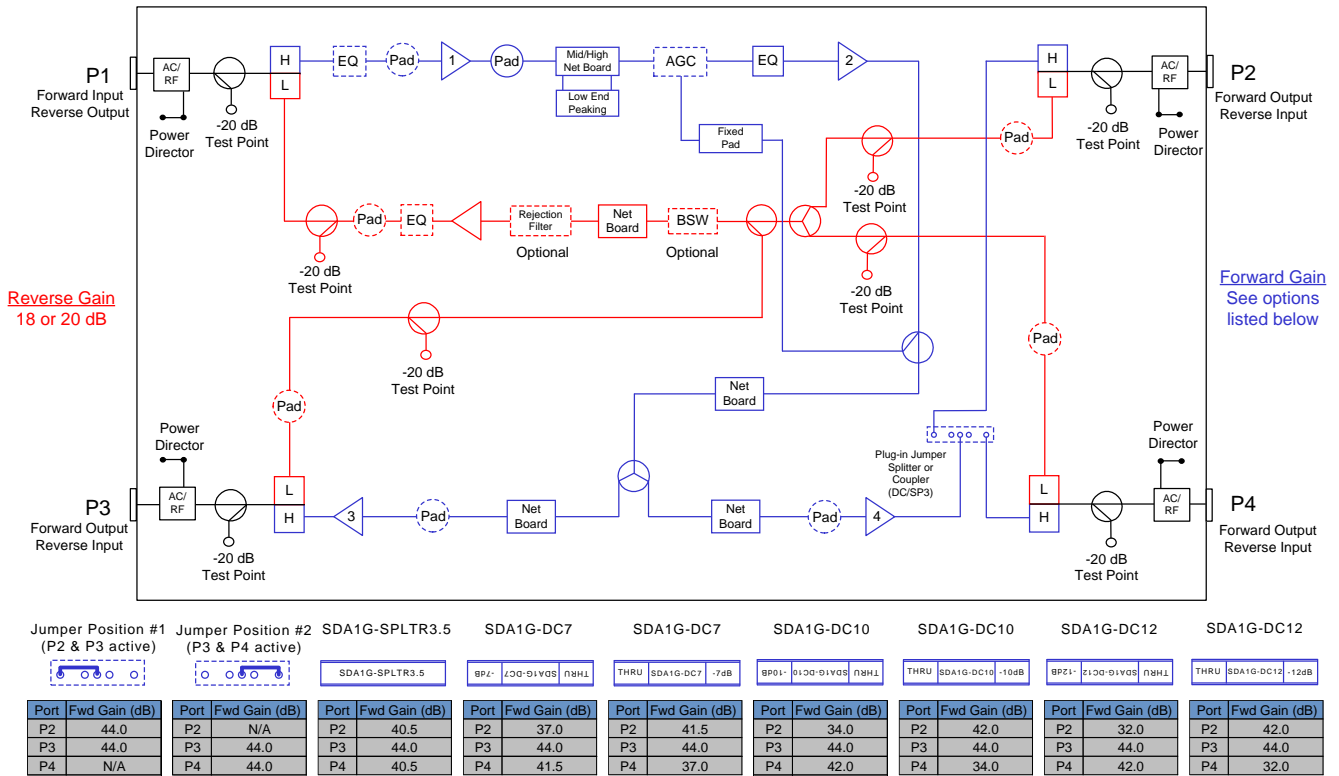 P1
Forward Input
Reverse Output
AC/
RF
Power
Director
-20 dB
Test Point
H
L
EQ
Pad
1
Pad
Mid/High
Net Board
Low End
Peaking
AGC
EQ
2
Fixed
Pad
H
L
Pad
-20 dB
Test Point
AC/
RF
-20 dB
Test Point
Power
Director
P2
Forward Output
Reverse Input
-20 dB
Test Point
Pad
EQ
Rejection
Filter
Optional
Net
Board
BSW
Optional
-20 dB
Test Point
Reverse Gain
18 or 20 dB
Forward Gain
See options
listed below
-20 dB
Test Point
Pad
Pad
Net
Board
Power
Director
AC/
RF
P3
Forward Output
Reverse Input
-20 dB
Test Point
L
H
3
Pad
Net
Board
Net
Board
Pad
4
Plug-in Jumper
Splitter or
Coupler
(DC/SP3)
L
H
-20 dB
Test Point
Power
Director
AC/
RF
P4
Forward Output
Reverse Input
Jumper Position #1
(P2 & P3 active)
Port Fwd Gain (dB)
P2 44.0
P3 44.0
P4 N/A
Jumper Position #2
(P3 & P4 active)
Port Fwd Gain (dB)
P2 N/A
P3 44.0
P4 44.0
SDA1G-SPLTR3.5
SDA1G-SPLTR3.5
Port Fwd Gain (dB)
P2 40.5
P3 44.0
P4 40.5
SDA1G-DC7
THRU SDA1G-DC7 -7dB
Port Fwd Gain (dB)
P2 37.0
P3 44.0
P4 41.5
SDA1G-DC7
THRU SDA1G-DC7 -7dB
Port Fwd Gain (dB)
P2 41.5
P3 44.0
P4 37.0
SDA1G-DC10
THRU SDA1G-DC10 -10dB
Port Fwd Gain (dB)
P2 34.0
P3 44.0
P4 42.0
SDA1G-DC10
THRU SDA1G-DC10 -10dB
Port Fwd Gain (dB)
P2 42.0
P3 44.0
P4 34.0
SDA1G-DC12
THRU SDA1G-DC12 -12dB
Port Fwd Gain (dB)
P2 32.0
P3 44.0
P4 42.0
SDA1G-DC12
THRU SDA1G-DC12 -12dB
Port Fwd Gain (dB)
P2 42.0
P3 44.0
P4 32.0